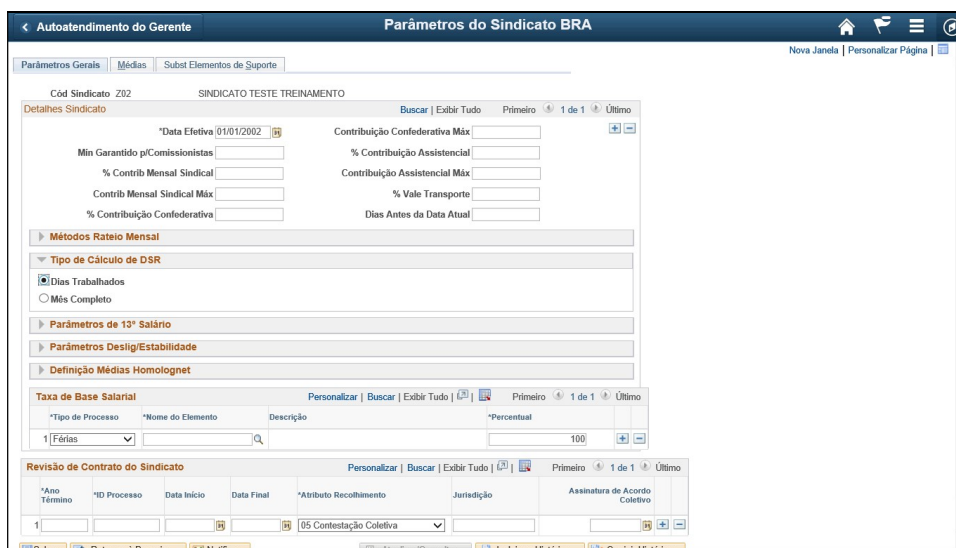 Autoatendimento do Gerente Parâmetros do Sindicato BRA
Nova Janela | Personalizar Página |
Parâmetros Gerais Médias Subst Elementos de Suporte
Cód Sindicato Z02 SINDICATO TESTE TREINAMENTO
Detalhes Sindicato Buscar | Exibir Tudo Primeiro 1 de 1 Último
*Data Efetiva 01/01/2002 Contribuição Confederativa Máx
Min Garantido p/Comissionistas % Contribuição Assistencial
% Contrib Mensal Sindical Contribuição Assistencial Máx
Contrib Mensal Sindical Máx % Vale Transporte
% Contribuição Confederativa Dias Antes da Data Atual
Métodos Rateio Mensal
Tipo de Cálculo de DSR
Dias Trabalhados
Mês Completo
Parâmetros de 13º Salário
Parâmetros Deslig/Estabilidade
Definição Médias Homolognet
Taxa de Base Salarial Personalizar | Buscar | Exibir Tudo | | Primeiro 1 de 1 Último
*Tipo de Processo *Nome do Elemento Descrição *Percentual
1 Férias 100
Revisão de Contrato do Sindicato Personalizar | Buscar | Exibir Tudo | | Primeiro 1 de 1 Último
*Ano Término *ID Processo Data Início Data Final *Atributo Recolhimento Jurisdição Assinatura de Acordo Coletivo
1 05 Contestação Coletiva